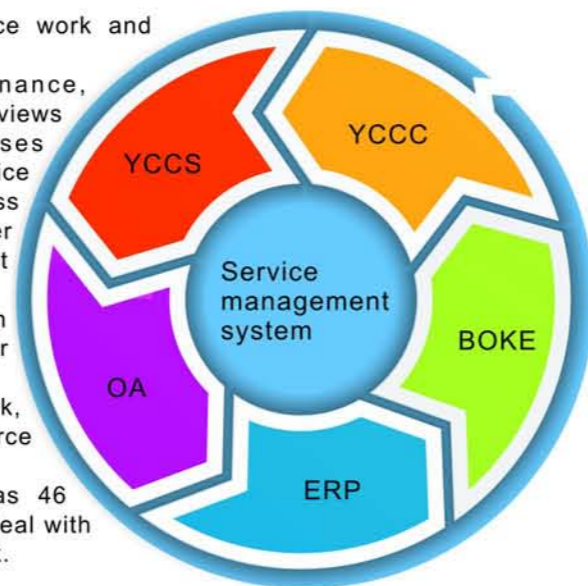 ce work and
nance,
views
ses
ice
ss
er
t
n
r
k,
rce
as 46
eal with
.
YCCS
YCCC
BOKE
ERP
OA
Service
management
system